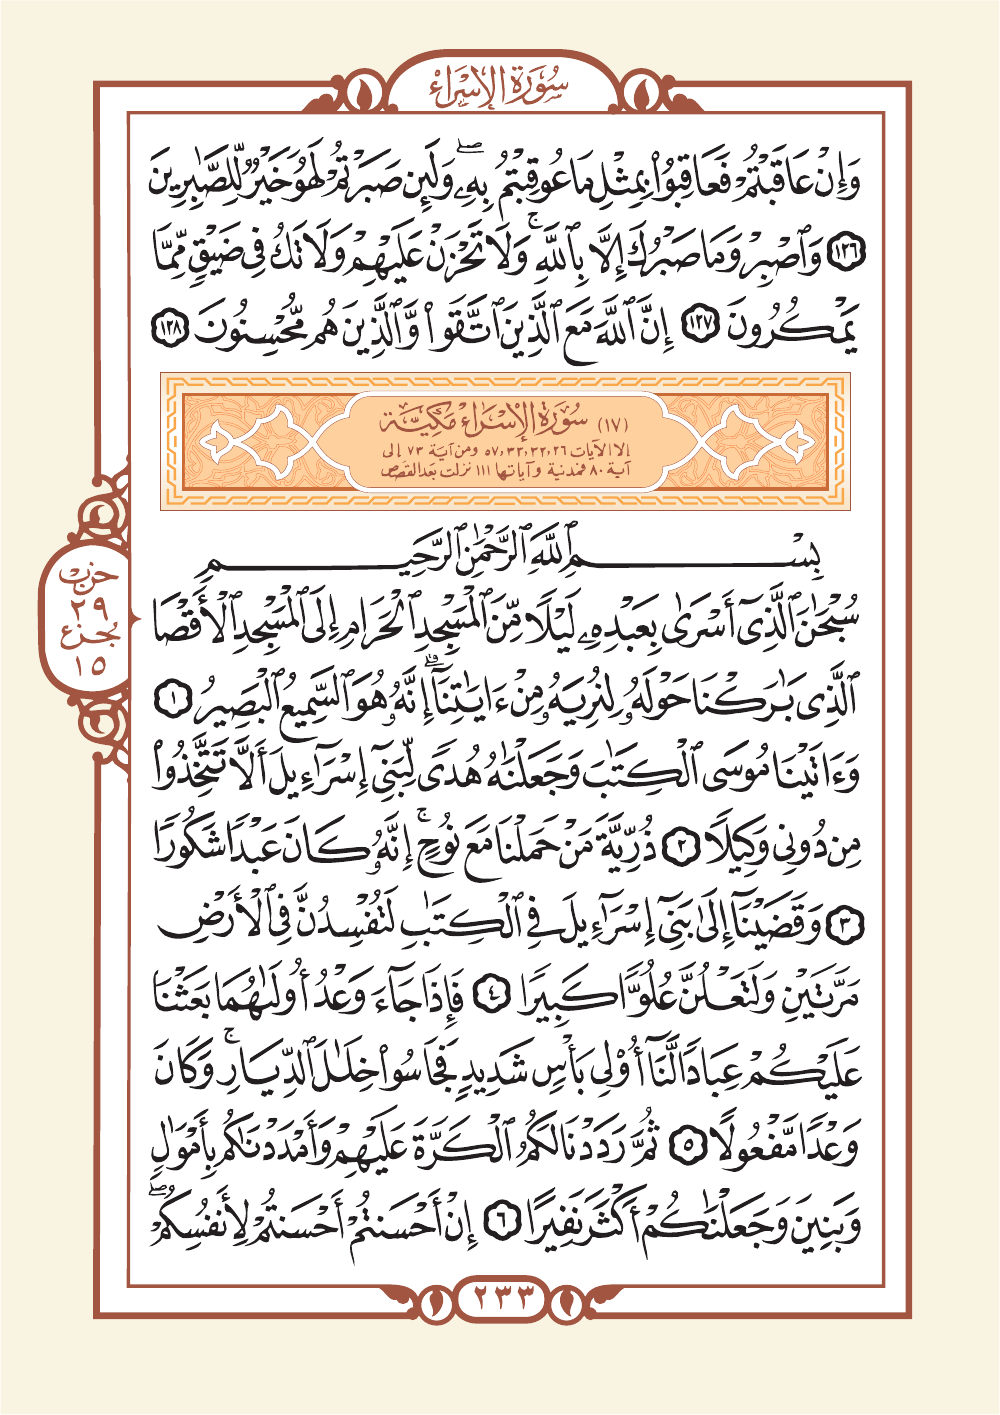 سُورَةُ الإِسْرَاءِ
وَإِنْ عَاقَبْتُمْ فَعَاقِبُوا۟ بِمِثْلِ مَا عُوقِبْتُم بِهِۦۖ وَلَئِن صَبَرْتُمْ لَهُوَ خَيْرٌ لِّلصَّٰبِرِينَ
١٢٦ وَٱصْبِرْ وَمَا صَبْرُكَ إِلَّا بِٱللَّهِۚ وَلَا تَحْزَنْ عَلَيْهِمْ وَلَا تَكُ فِى ضَيْقٍ مِّمَّا
يَمْكُرُونَ ١٢٧ إِنَّ ٱللَّهَ مَعَ ٱلَّذِينَ ٱتَّقَوا۟ وَّٱلَّذِينَ هُم مُّحْسِنُونَ ١٢٨
(١٧) سُورَةُ الإِسْرَاءِ مَكِّيَّة
إلا الآيات ٢٦، ٣٢، ٣٣، ٥٧ ومن آية ٧٣ إلى
آية ٨٠ فمدنية وآياتها ١١١ نزلت بعد القصص
بِسْمِ ٱللَّهِ ٱلرَّحْمَٰنِ ٱلرَّحِيمِ
سُبْحَٰنَ ٱلَّذِىٓ أَسْرَىٰ بِعَبْدِهِۦ لَيْلًا مِّنَ ٱلْمَسْجِدِ ٱلْحَرَامِ إِلَى ٱلْمَسْجِدِ ٱلْأَقْصَا
ٱلَّذِى بَٰرَكْنَا حَوْلَهُۥ لِنُرِيَهُۥ مِنْ ءَايَٰتِنَآۚ إِنَّهُۥ هُوَ ٱلسَّمِيعُ ٱلْبَصِيرُ ١
وَءَاتَيْنَا مُوسَى ٱلْكِتَٰبَ وَجَعَلْنَٰهُ هُدًى لِّبَنِىٓ إِسْرَٰٓءِيلَ أَلَّا تَتَّخِذُوا۟
مِن دُونِى وَكِيلًا ٢ ذُرِّيَّةَ مَنْ حَمَلْنَا مَعَ نُوحٍۚ إِنَّهُۥ كَانَ عَبْدًا شَكُورًا
٣ وَقَضَيْنَآ إِلَىٰ بَنِىٓ إِسْرَٰٓءِيلَ فِى ٱلْكِتَٰبِ لَتُفْسِدُنَّ فِى ٱلْأَرْضِ
مَرَّتَيْنِ وَلَتَعْلُنَّ عُلُوًّا كَبِيرًا ٤ فَإِذَا جَآءَ وَعْدُ أُولَىٰهُمَا بَعَثْنَا
عَلَيْكُمْ عِبَادًا لَّنَآ أُو۟لِى بَأْسٍ شَدِيدٍ فَجَاسُوا۟ خِلَٰلَ ٱلدِّيَارِۚ وَكَانَ
وَعْدًا مَّفْعُولًا ٥ ثُمَّ رَدَدْنَا لَكُمُ ٱلْكَرَّةَ عَلَيْهِمْ وَأَمْدَدْنَٰكُم بِأَمْوَٰلٍ
وَبَنِينَ وَجَعَلْنَٰكُمْ أَكْثَرَ نَفِيرًا ٦ إِنْ أَحْسَنتُمْ أَحْسَنتُمْ لِأَنفُسِكُمْۖ
حزب
٢٩
جزء
١٥
٢٣٣